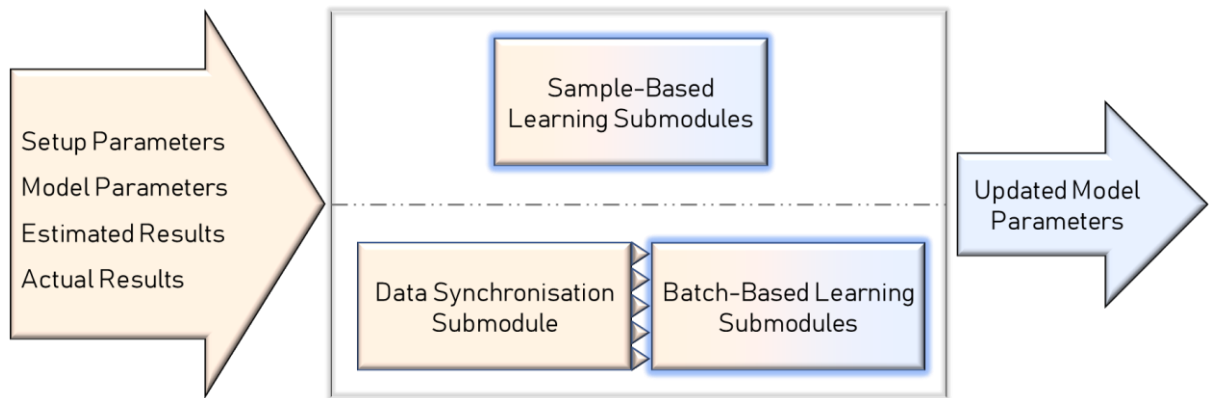 Setup Parameters
Model Parameters
Estimated Results
Actual Results
Sample-Based
Learning Submodules
Data Synchronisation
Submodule
Batch-Based Learning
Submodules
Updated Model
Parameters